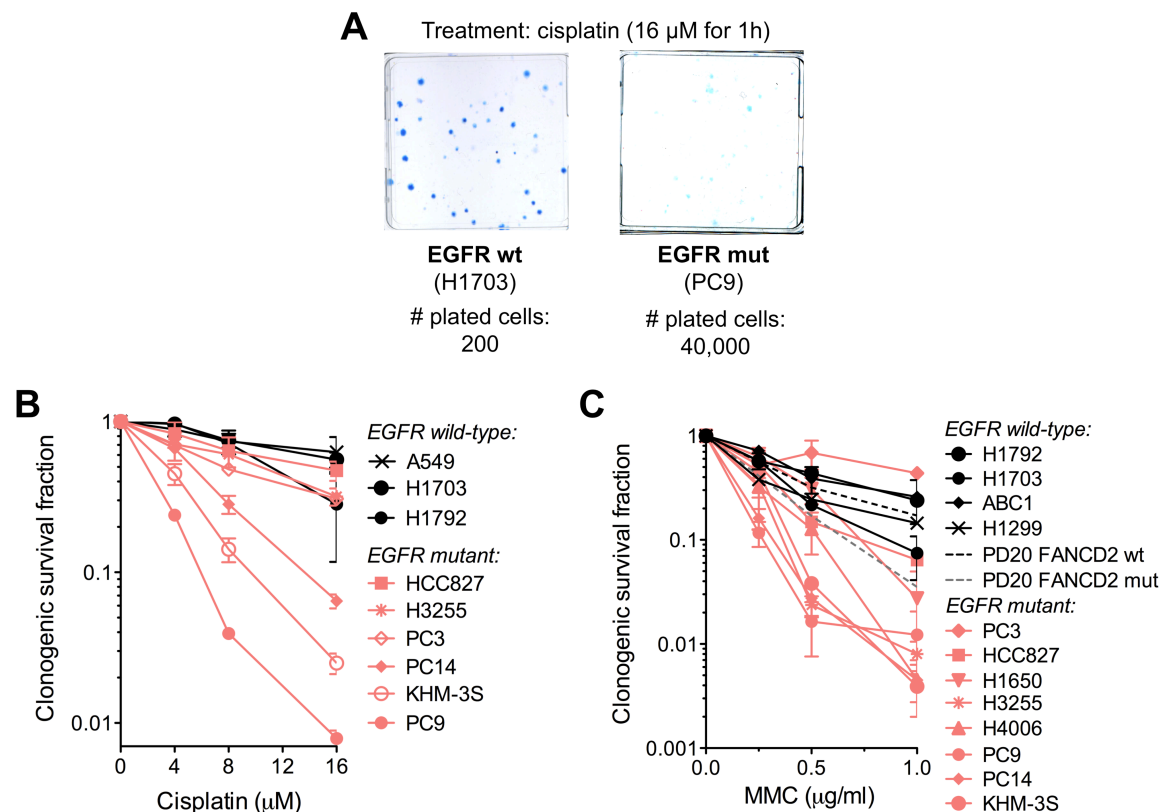 A
Treatment: cisplatin (16 µM for 1h)
EGFR wt
(H1703)
# plated cells:
200
EGFR mut
(PC9)
# plated cells:
40,000
B
Clonogenic survival fraction
1
0.1
0.01
0
4
8
12
16
Cisplatin (µM)
EGFR wild-type:
A549
H1703
H1792
EGFR mutant:
HCC827
H3255
PC3
PC14
KHM-3S
PC9
C
Clonogenic survival fraction
1
0.1
0.01
0.001
0.0
0.5
1.0
MMC (µg/ml)
EGFR wild-type:
H1792
H1703
ABC1
H1299
PD20 FANCD2 wt
PD20 FANCD2 mut
EGFR mutant:
PC3
HCC827
H1650
H3255
H4006
PC9
PC14
KHM-3S